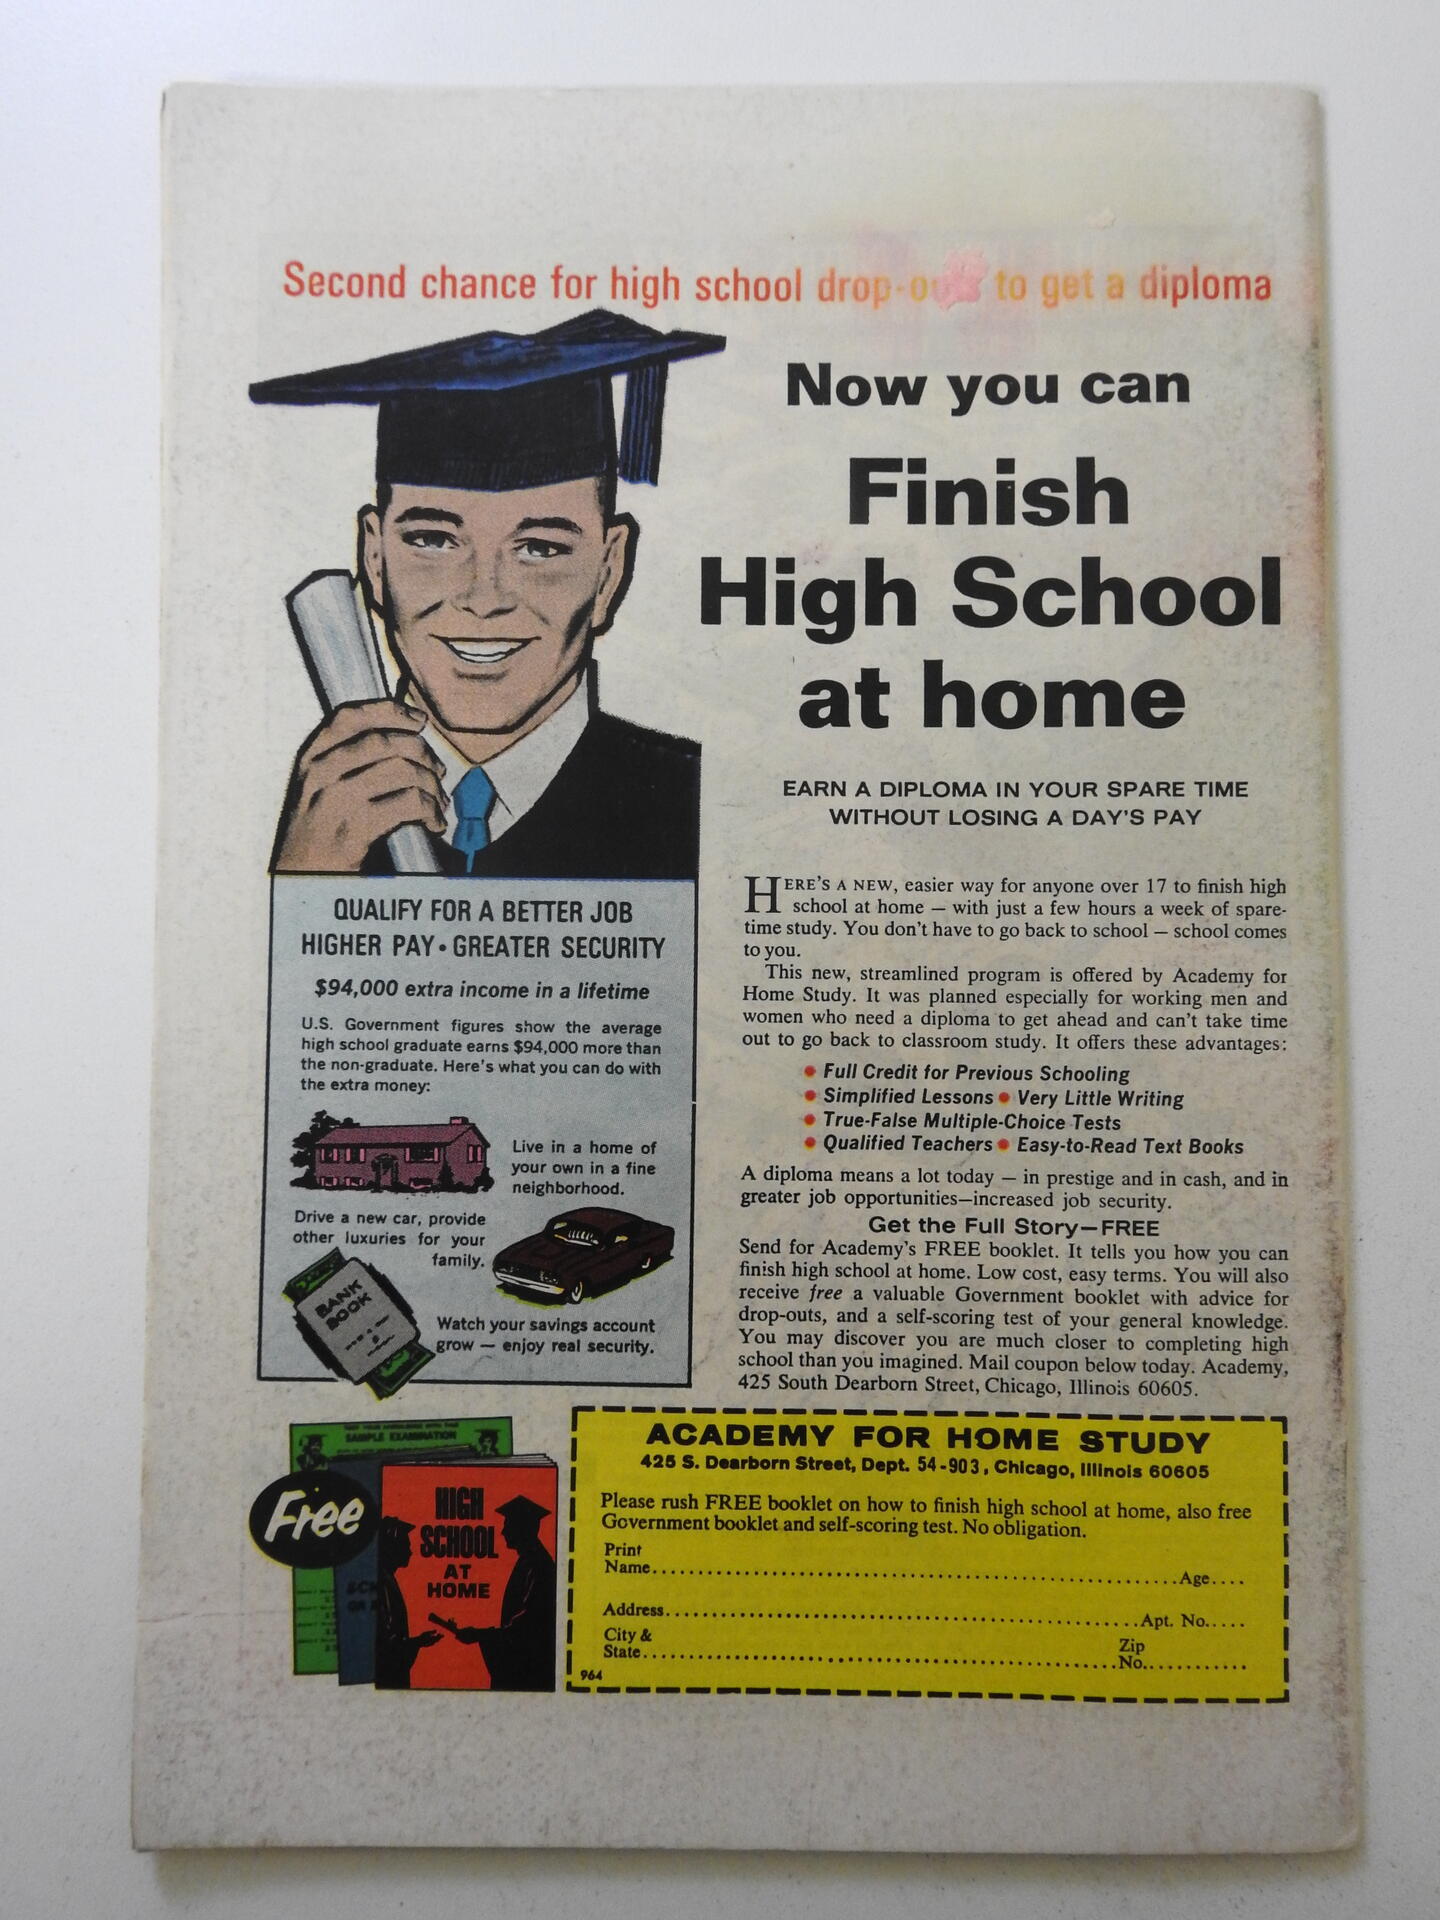 Second chance for high school drop-outs to get a diploma
Now you can
Finish
High School
at home
EARN A DIPLOMA IN YOUR SPARE TIME
WITHOUT LOSING A DAY'S PAY
QUALIFY FOR A BETTER JOB
HIGHER PAY • GREATER SECURITY
$94,000 extra income in a lifetime
U.S. Government figures show the average
high school graduate earns $94,000 more than
the non-graduate. Here's what you can do with
the extra money:
Live in a home of
your own in a fine
neighborhood.
Drive a new car, provide
other luxuries for your
family.
BANK
BOOK
Watch your savings account
grow — enjoy real security.
HERE'S A NEW, easier way for anyone over 17 to finish high
school at home — with just a few hours a week of spare-
time study. You don't have to go back to school — school comes
to you.
This new, streamlined program is offered by Academy for
Home Study. It was planned especially for working men and
women who need a diploma to get ahead and can't take time
out to go back to classroom study. It offers these advantages:
• Full Credit for Previous Schooling
• Simplified Lessons • Very Little Writing
• True-False Multiple-Choice Tests
• Qualified Teachers • Easy-to-Read Text Books
A diploma means a lot today — in prestige and in cash, and in
greater job opportunities—increased job security.
Get the Full Story—FREE
Send for Academy's FREE booklet. It tells you how you can
finish high school at home. Low cost, easy terms. You will also
receive free a valuable Government booklet with advice for
drop-outs, and a self-scoring test of your general knowledge.
You may discover you are much closer to completing high
school than you imagined. Mail coupon below today. Academy,
425 South Dearborn Street, Chicago, Illinois 60605.
SAMPLE EXAMINATION
Free
HIGH
SCHOOL
AT
HOME
ACADEMY FOR HOME STUDY
425 S. Dearborn Street, Dept. 54-903, Chicago, Illinois 60605
Please rush FREE booklet on how to finish high school at home, also free
Government booklet and self-scoring test. No obligation.
Print
Name.....Age....
Address.....Apt. No.....
City &
State.....Zip No.....
964